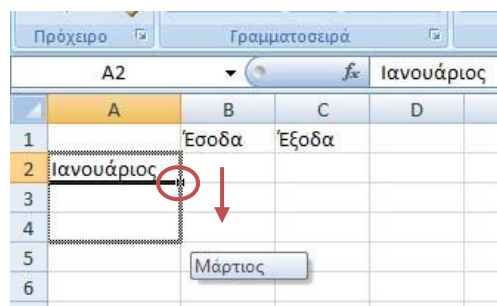 Πρόχειρο Γραμματοσειρά
A2 fx Ιανουάριος
A B C D
1 Έσοδα Έξοδα
2 Ιανουάριος
3
4
5 Μάρτιος
6